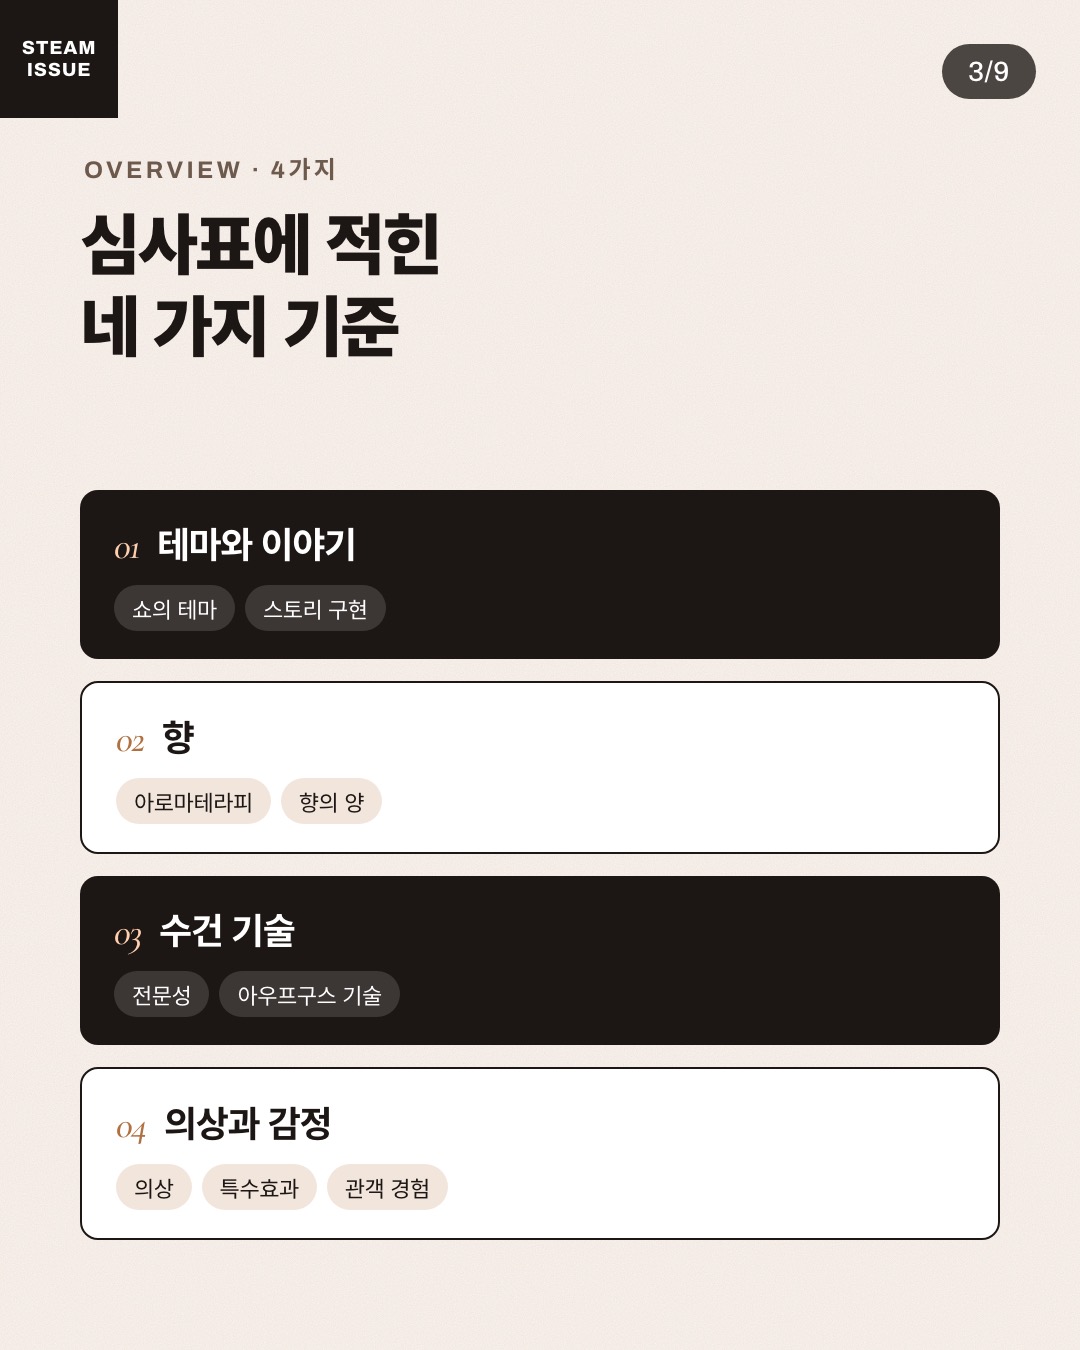 STEAM
ISSUE
3/9
OVERVIEW · 4가지
심사표에 적힌
네 가지 기준
01 테마와 이야기
쇼의 테마 스토리 구현
02 향
아로마테라피 향의 양
03 수건 기술
전문성 아우프구스 기술
04 의상과 감정
의상 특수효과 관객 경험